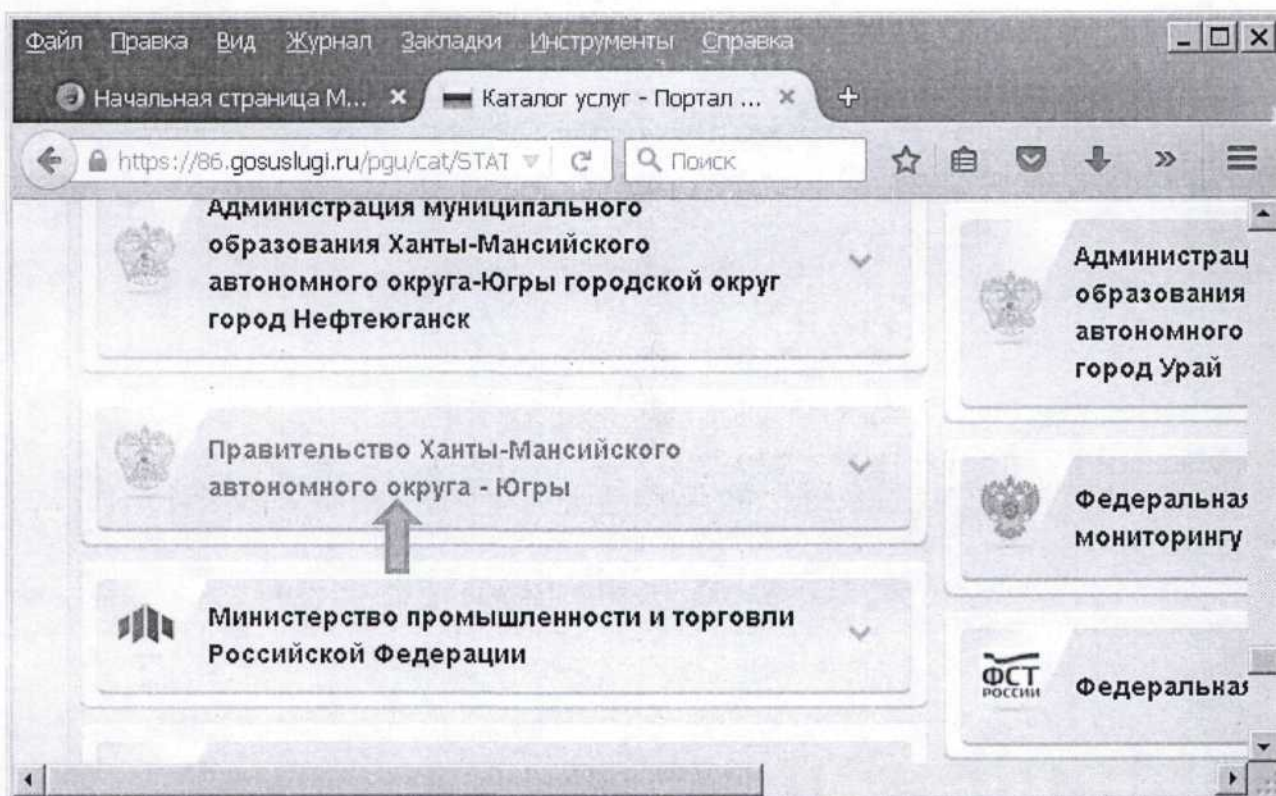 Файл Правка Вид Журнал Закладки Инструменты Справка
Начальная страница M... Каталог услуг - Портал ...
https://86.gosuslugi.ru/pgu/cat/STAT Поиск
Администрация муниципального
образования Ханты-Мансийского
автономного округа-Югры городской округ
город Нефтеюганск
Правительство Ханты-Мансийского
автономного округа - Югры
Министерство промышленности и торговли
Российской Федерации
Администрац
образования
автономного
город Урай
Федеральная
мониторингу
ФСТ
РОССИИ
Федеральная